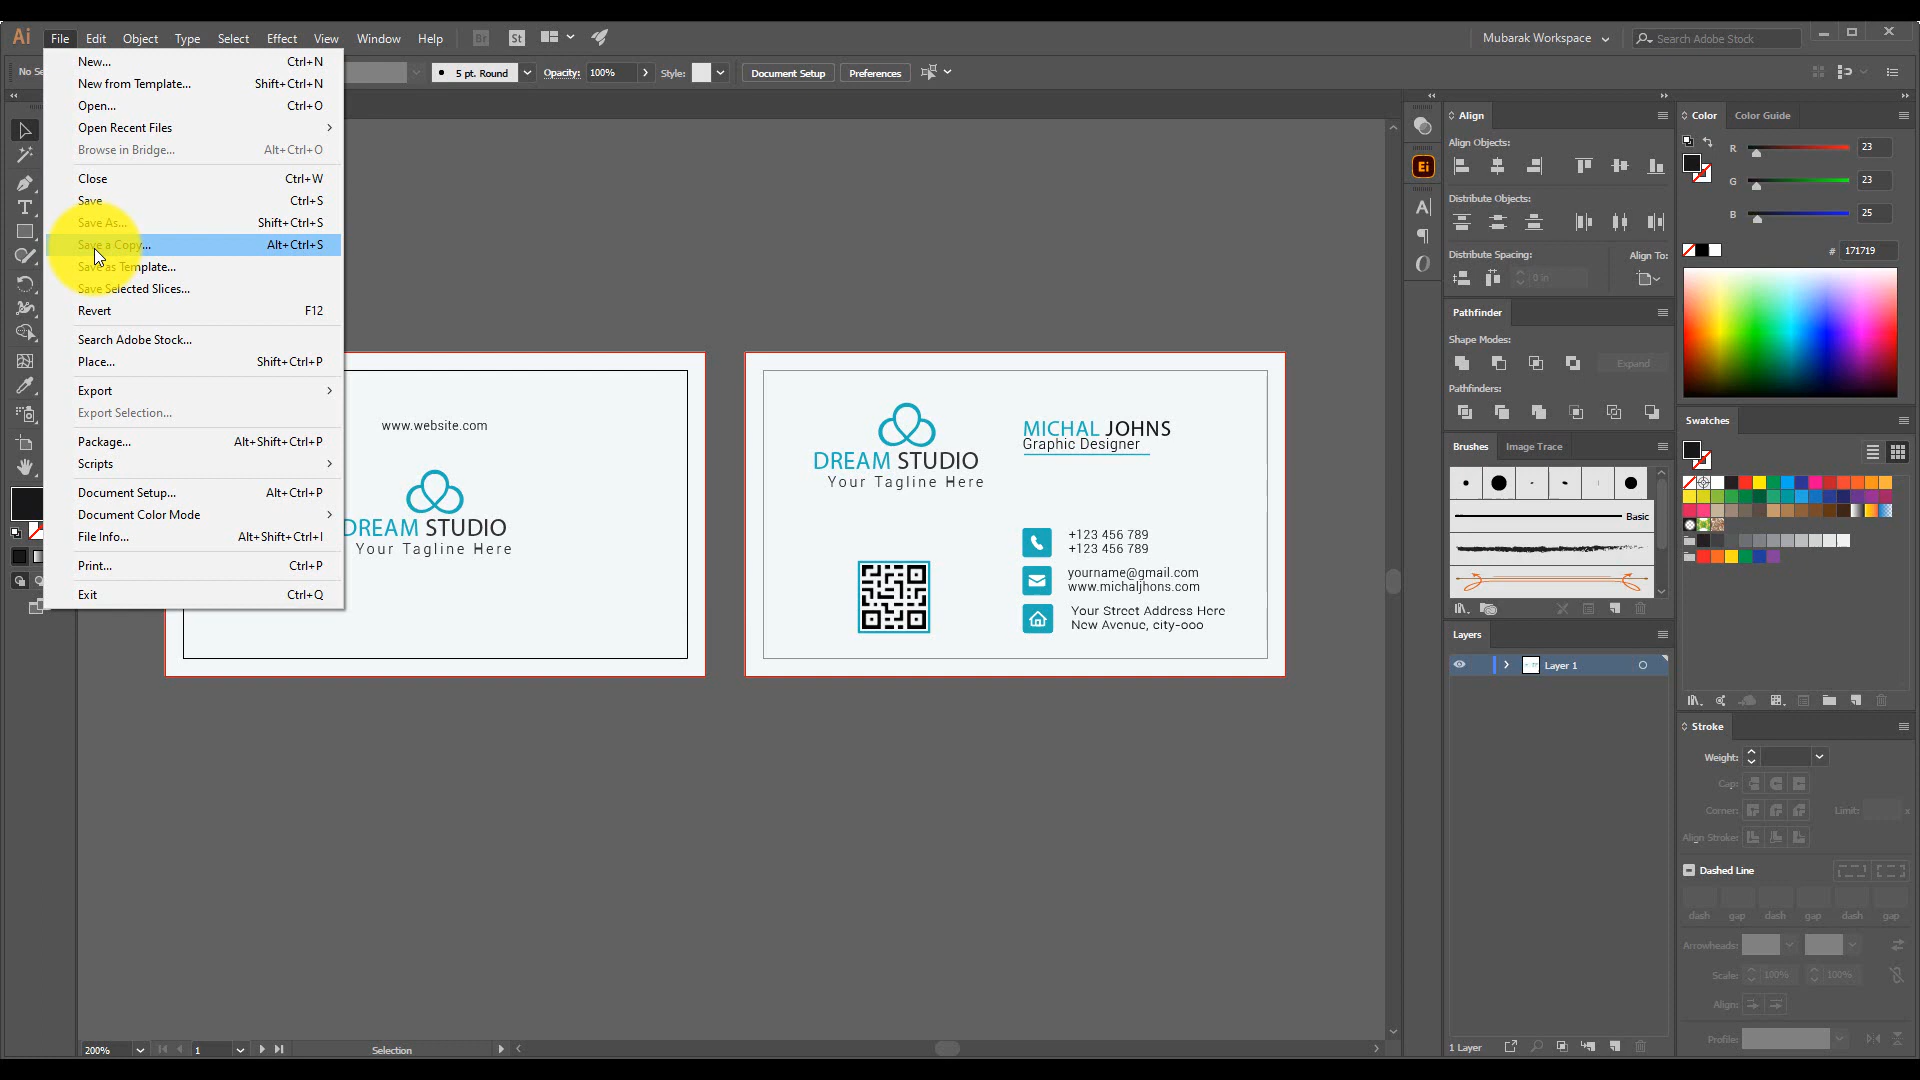 Ai File Edit Object Type Select Effect View Window Help Br St Mubarak Workspace Search Adobe Stock
5 pt. Round Opacity: 100% Style: Document Setup Preferences
New... Ctrl+N
New from Template... Shift+Ctrl+N
Open... Ctrl+O
Open Recent Files
Browse in Bridge... Alt+Ctrl+O
Close Ctrl+W
Save Ctrl+S
Save As... Shift+Ctrl+S
Save a Copy... Alt+Ctrl+S
Save as Template...
Save Selected Slices...
Revert F12
Search Adobe Stock...
Place... Shift+Ctrl+P
Export
Export Selection...
Package... Alt+Shift+Ctrl+P
Scripts
Document Setup... Alt+Ctrl+P
Document Color Mode
File Info... Alt+Shift+Ctrl+I
Print... Ctrl+P
Exit Ctrl+Q
www.website.com
DREAM STUDIO
Your Tagline Here
DREAM STUDIO
Your Tagline Here
MICHAL JOHNS
Graphic Designer
+123 456 789
+123 456 789
yourname@gmail.com
www.michaljhons.com
Your Street Address Here
New Avenue, city-ooo
Align
Align Objects:
Distribute Objects:
Distribute Spacing: Align To:
0 in
Pathfinder
Shape Modes:
Expand
Pathfinders:
Brushes Image Trace
Basic
Layers
Layer 1
1 Layer
Color Color Guide
R 23
G 23
B 25
# 171719
Swatches
Stroke
Weight:
Cap:
Corner: Limit: x
Align Stroke:
Dashed Line
dash gap dash gap dash gap
Arrowheads:
Scale: 100% 100%
Align:
Profile:
200% 1 Selection